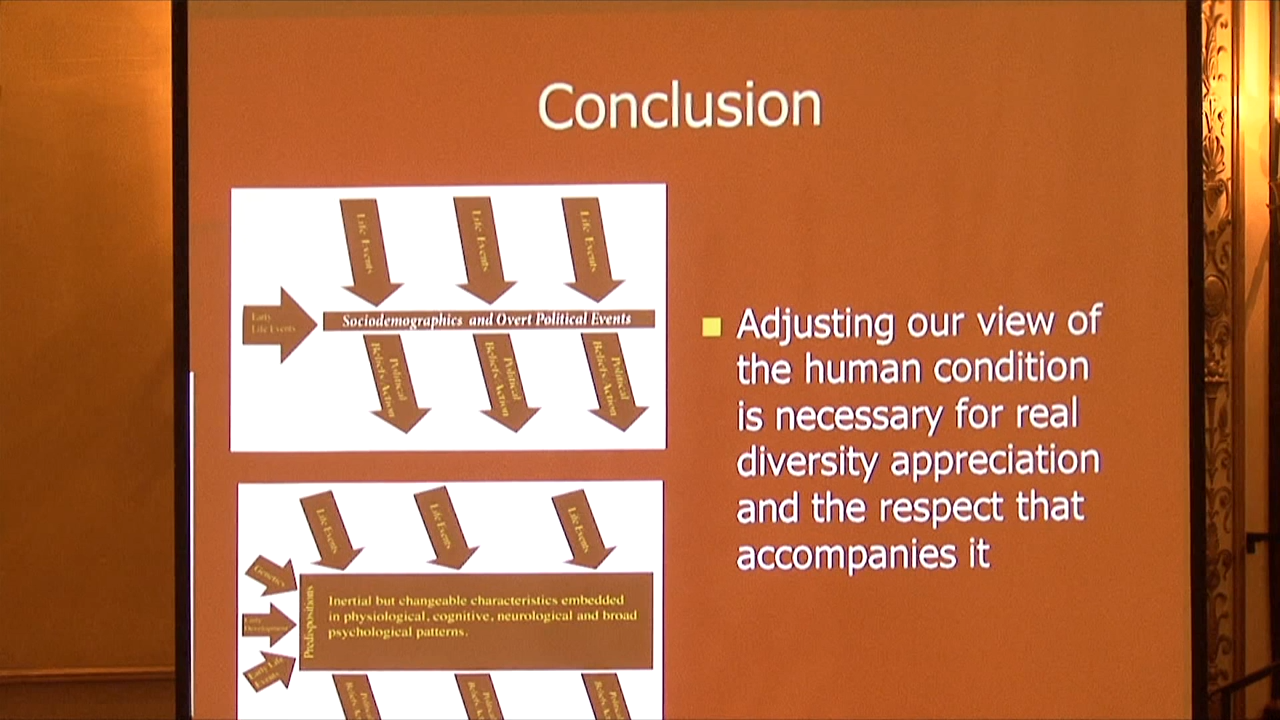 Conclusion
Life Events
Life Events
Life Events
Early
Life Events
Sociodemographics and Overt Political Events
Political
Beliefs/Action
Political
Beliefs/Action
Political
Beliefs/Action
Adjusting our view of
the human condition
is necessary for real
diversity appreciation
and the respect that
accompanies it
Life Events
Life Events
Life Events
Genetics
Early
Development
Early Life
Events
Predispositions
Inertial but changeable characteristics embedded
in physiological, cognitive, neurological and broad
psychological patterns.